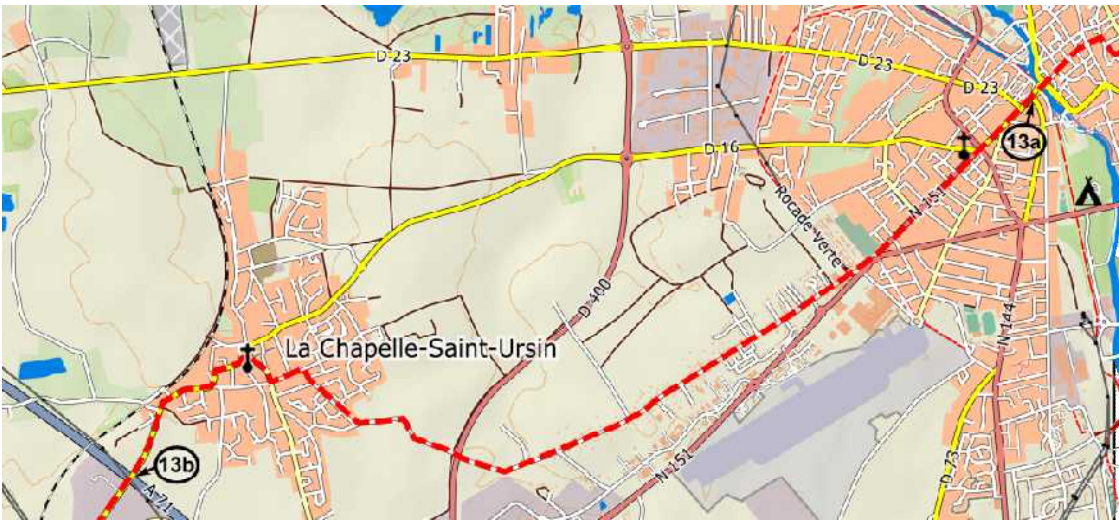 D 23
D 23
D 23
13a
D 16
N 151
Rocade Verte
D 400
N 144
La Chapelle-Saint-Ursin
13b
A 71
N 151
D 73